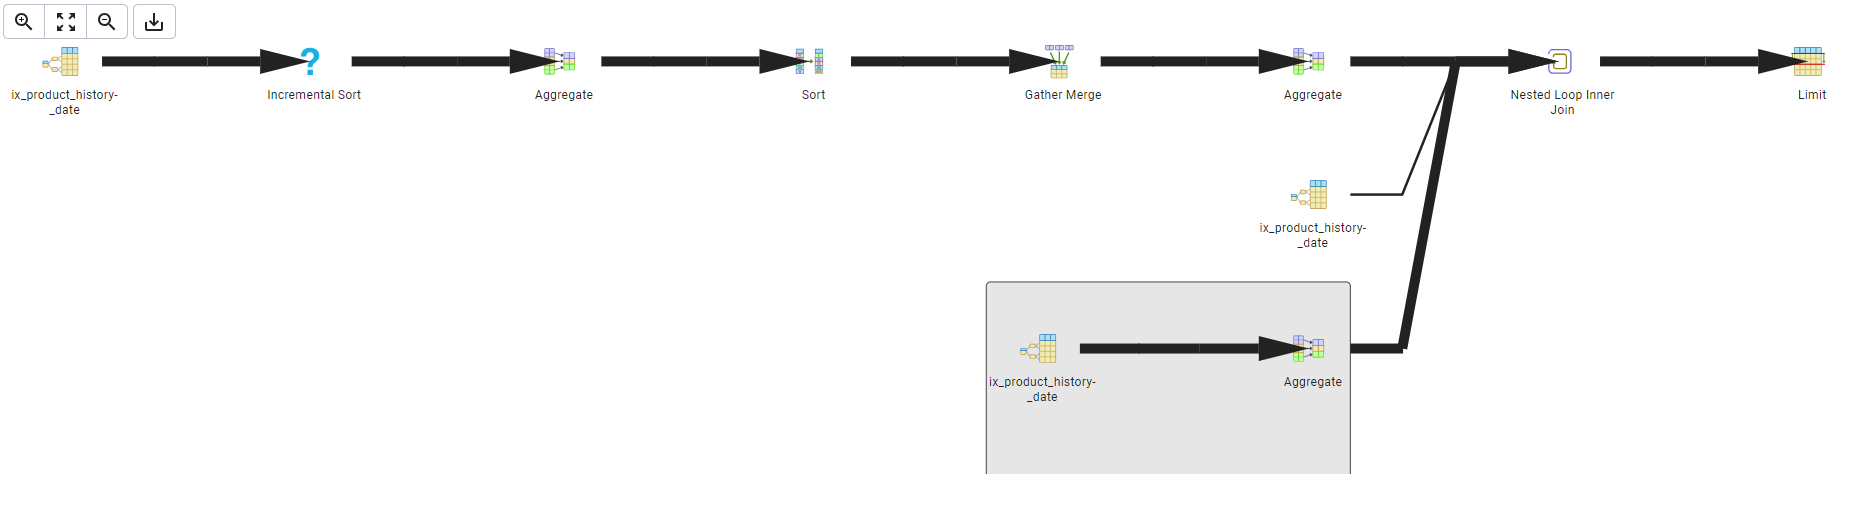 ?
ix_product_history-
_date
Incremental Sort
Aggregate
Sort
Gather Merge
Aggregate
Nested Loop Inner
Join
Limit
ix_product_history-
_date
ix_product_history-
_date
Aggregate